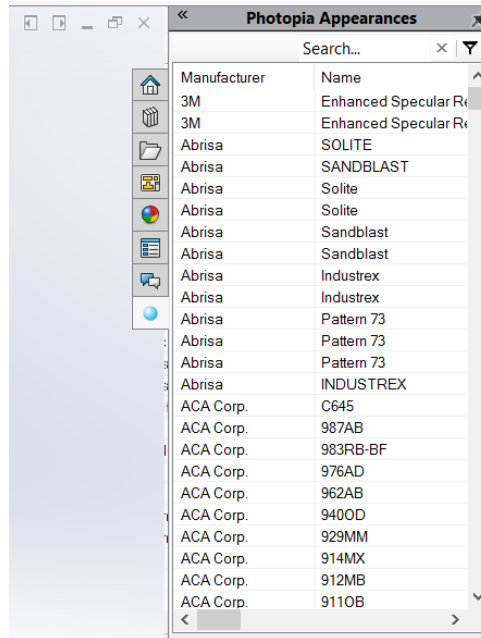 Photopia Appearances
Search...
Manufacturer Name
3M Enhanced Specular Re
3M Enhanced Specular Re
Abrisa SOLITE
Abrisa SANDBLAST
Abrisa Solite
Abrisa Solite
Abrisa Sandblast
Abrisa Sandblast
Abrisa Industrex
Abrisa Industrex
Abrisa Pattern 73
Abrisa Pattern 73
Abrisa Pattern 73
Abrisa INDUSTREX
ACA Corp. C645
ACA Corp. 987AB
ACA Corp. 983RB-BF
ACA Corp. 976AD
ACA Corp. 962AB
ACA Corp. 940OD
ACA Corp. 929MM
ACA Corp. 914MX
ACA Corp. 912MB
ACA Corp. 911OB